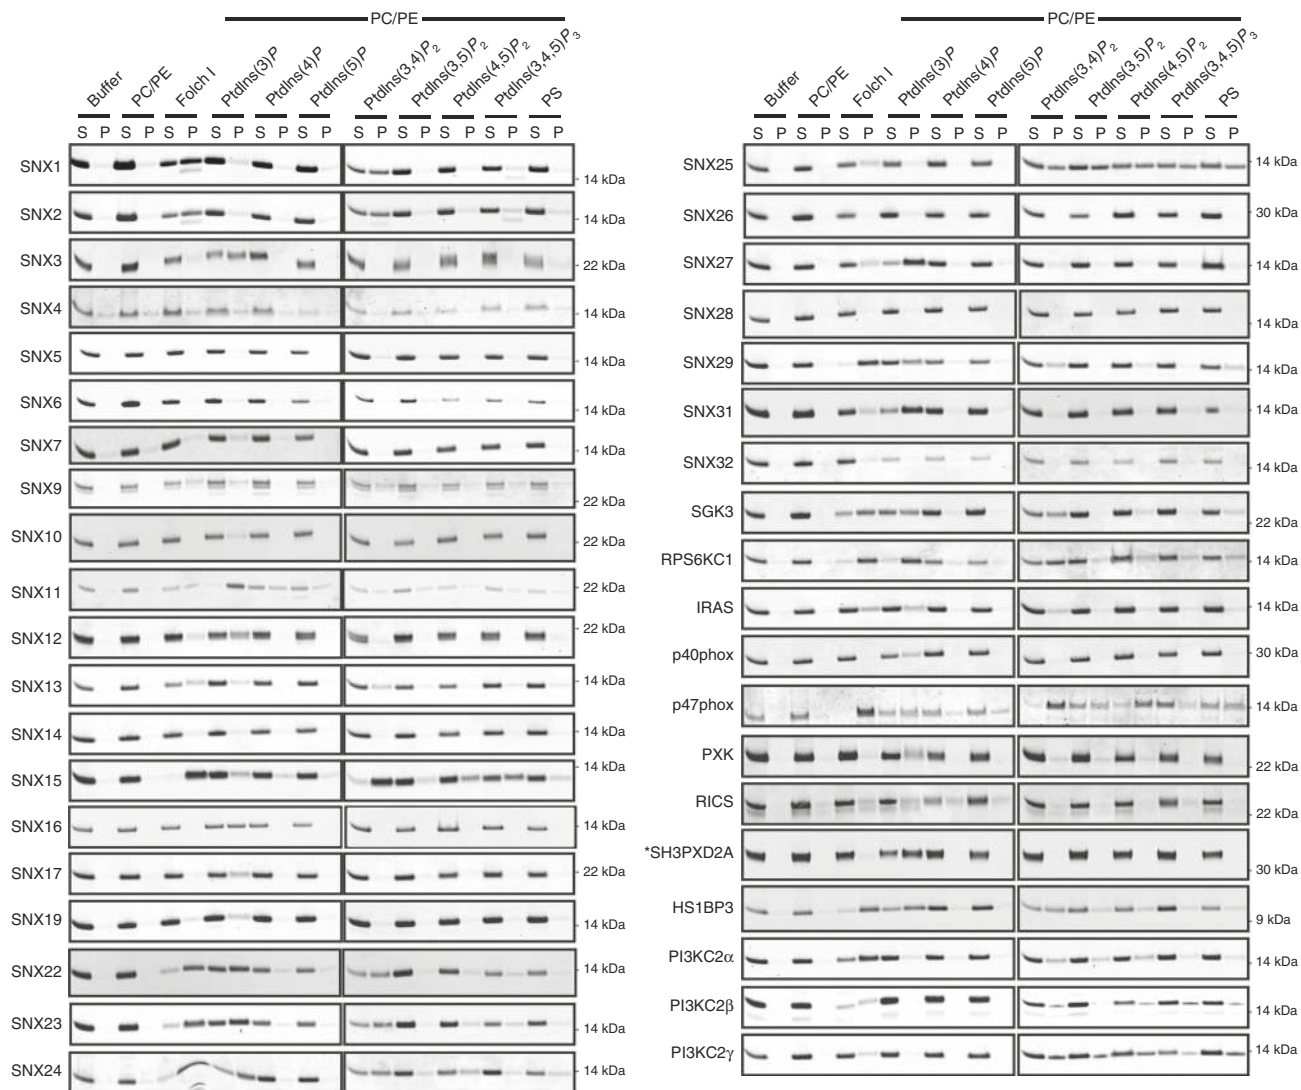 PC/PE
Buffer PC/PE Folch I PtdIns(3)P PtdIns(4)P PtdIns(5)P PtdIns(3,4)P2 PtdIns(3,5)P2 PtdIns(4,5)P2 PtdIns(3,4,5)P3 PS
S P S P S P S P S P S P S P S P S P S P S P
SNX1 14 kDa
SNX2 14 kDa
SNX3 22 kDa
SNX4 14 kDa
SNX5 14 kDa
SNX6 14 kDa
SNX7 14 kDa
SNX9 22 kDa
SNX10 22 kDa
SNX11 22 kDa
SNX12 22 kDa
SNX13 14 kDa
SNX14 14 kDa
SNX15 14 kDa
SNX16 14 kDa
SNX17 22 kDa
SNX19 14 kDa
SNX22 14 kDa
SNX23 14 kDa
SNX24 14 kDa
PC/PE
Buffer PC/PE Folch I PtdIns(3)P PtdIns(4)P PtdIns(5)P PtdIns(3,4)P2 PtdIns(3,5)P2 PtdIns(4,5)P2 PtdIns(3,4,5)P3 PS
S P S P S P S P S P S P S P S P S P S P S P
SNX25 14 kDa
SNX26 30 kDa
SNX27 14 kDa
SNX28 14 kDa
SNX29 14 kDa
SNX31 14 kDa
SNX32 14 kDa
SGK3 22 kDa
RPS6KC1 14 kDa
IRAS 14 kDa
p40phox 30 kDa
p47phox 14 kDa
PXK 22 kDa
RICS 22 kDa
*SH3PXD2A 30 kDa
HS1BP3 9 kDa
PI3KC2α 14 kDa
PI3KC2β 14 kDa
PI3KC2γ 14 kDa